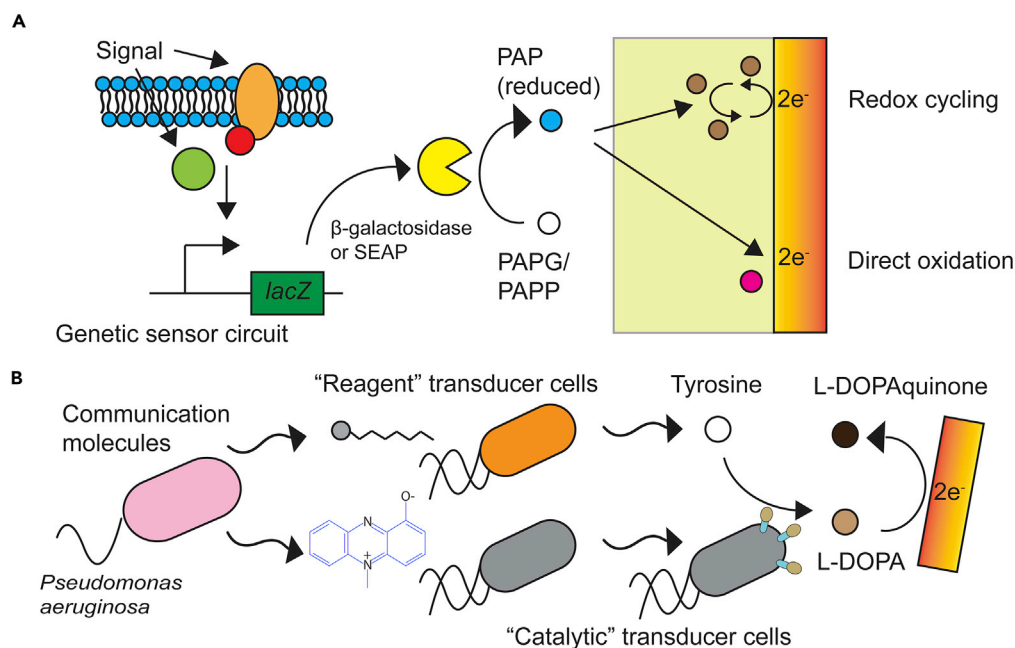 A
Signal
PAP
(reduced)
2e-
Redox cycling
β-galactosidase
or SEAP
PAPG/
PAPP
2e-
Direct oxidation
lacZ
Genetic sensor circuit
B
“Reagent” transducer cells
Tyrosine
L-DOPAquinone
Communication
molecules
O-
N
N
+
2e-
L-DOPA
Pseudomonas
aeruginosa
“Catalytic” transducer cells